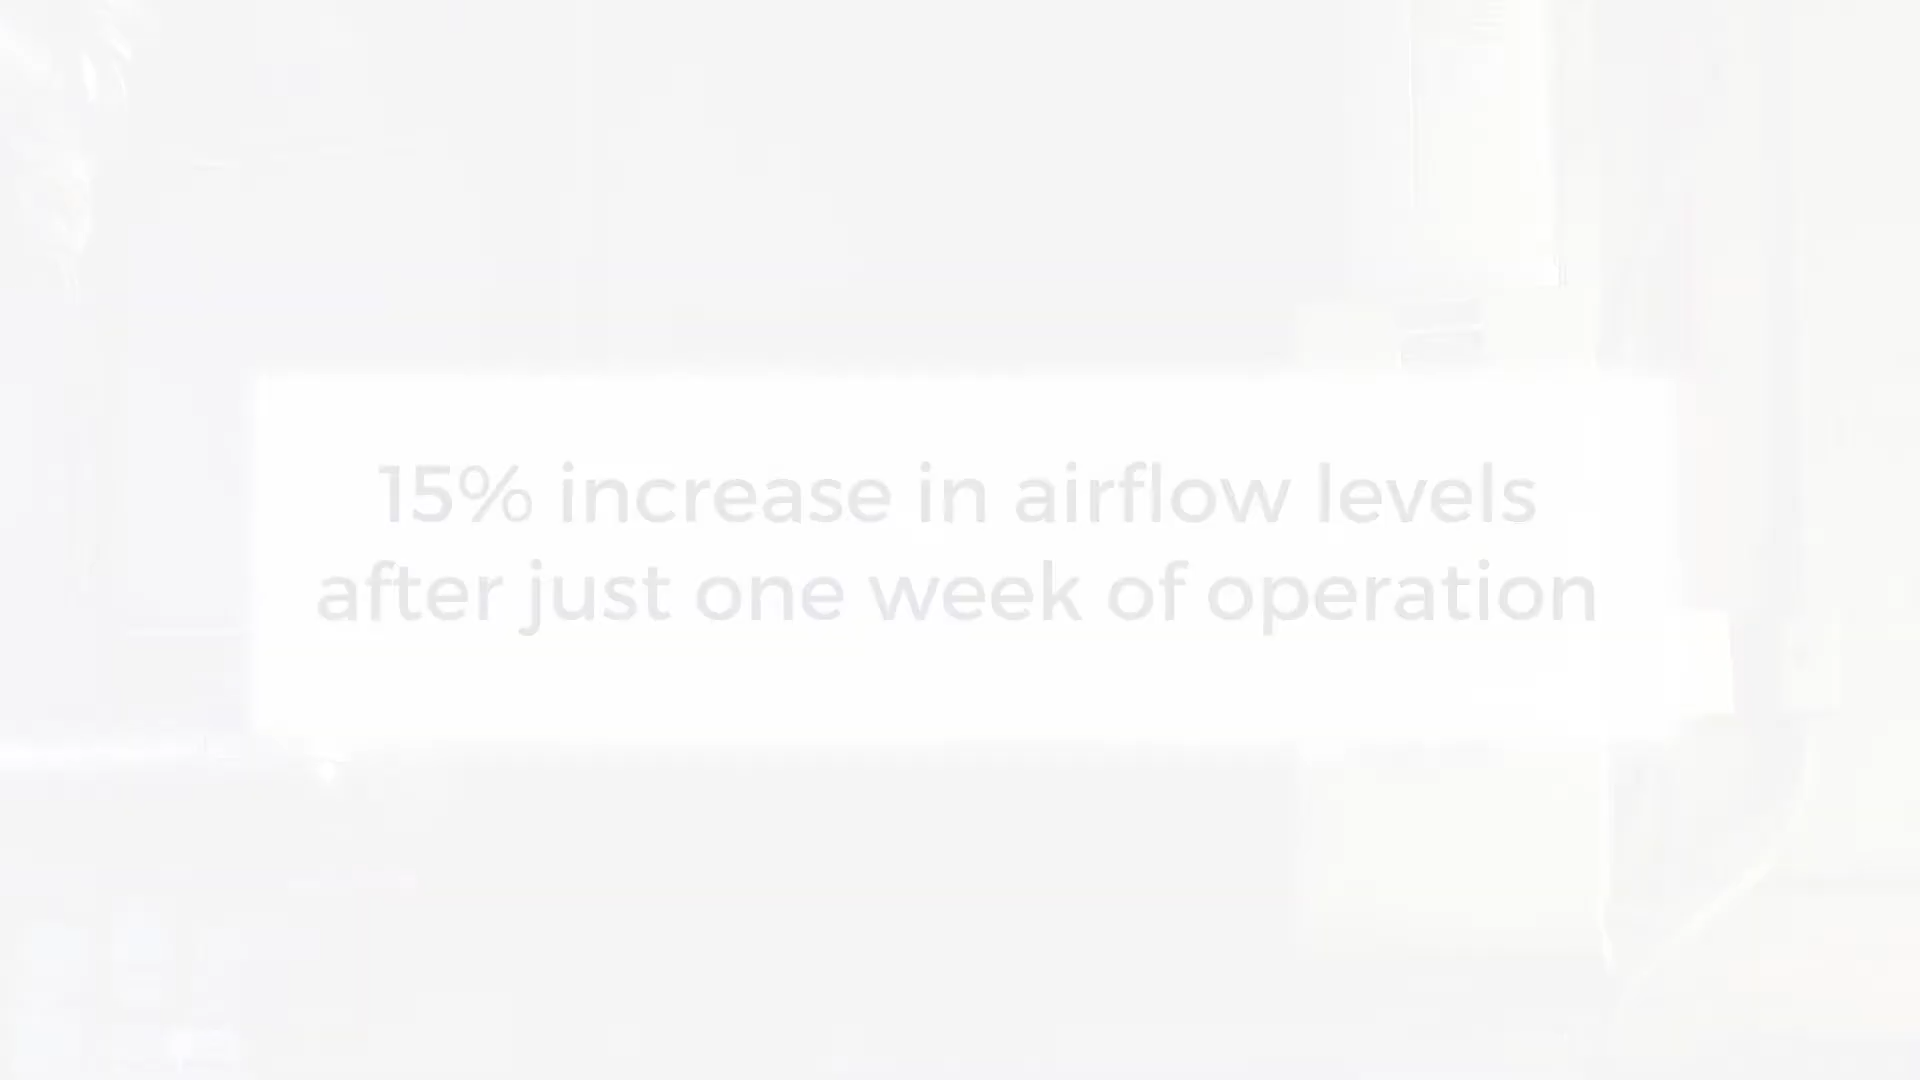 15% increase in airflow levels
after just one week of operation